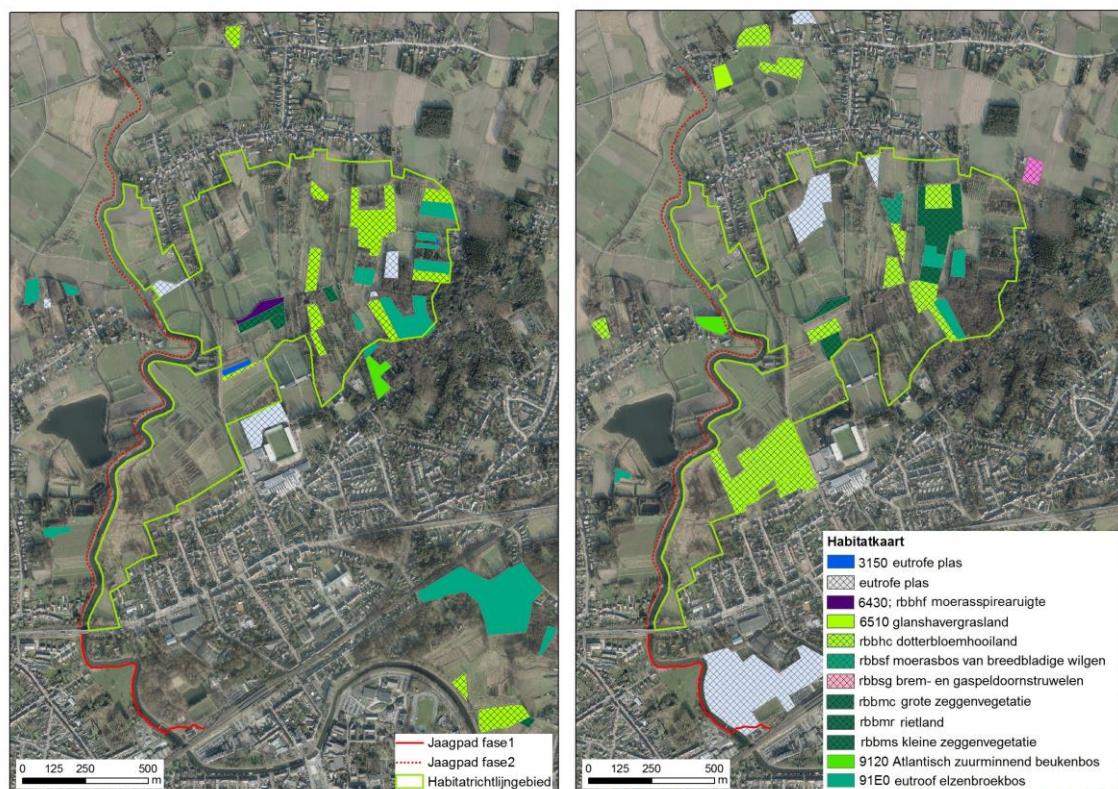 Jaagpad fase1
Jaagpad fase2
Habitatrichtlijngebied
0 250 500
m
Habitatkaart
3150 eutrofe plas
eutrofe plas
6430; rbbhf moerasspirearuigte
6510 glanshavergrasland
rbbhc dotterbloemhooiland
rbbsf moerasbos van breedbladige wilgen
rbbsg brem- en gaspeldoornstruwelen
rbbmc grote zeggenvegetatie
rbbmr rietland
rbbms kleine zeggenvegetatie
9120 Atlantisch zuurminnend beukenbos
91E0 eutroof elzenbroekbos
0 250 500
m